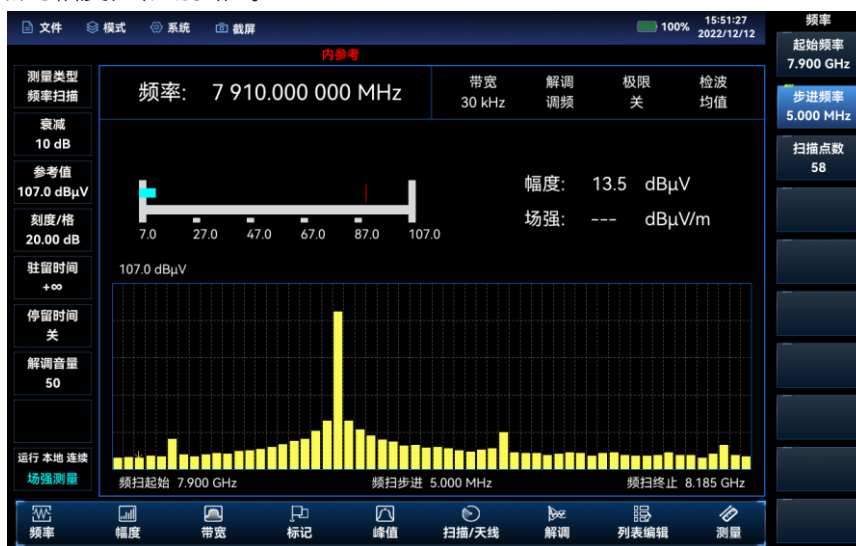 文件 模式 系统 截屏 100% 15:51:27
2022/12/12
频率
内参考
起始频率
7.900 GHz
步进频率
5.000 MHz
扫描点数
58
测量类型
频率扫描
衰减
10 dB
参考值
107.0 dBμV
刻度/格
20.00 dB
驻留时间
+∞
停留时间
关
解调音量
50
运行 本地 连续
场强测量
频率: 7 910.000 000 MHz
带宽 解调 极限 检波
30 kHz 调频 关 均值
幅度: 13.5 dBμV
场强: --- dBμV/m
7.0 27.0 47.0 67.0 87.0 107.0
107.0 dBμV
频扫起始 7.900 GHz 频扫步进 5.000 MHz 频扫终止 8.185 GHz
频率 幅度 带宽 标记 峰值 扫描/天线 解调 列表编辑 测量